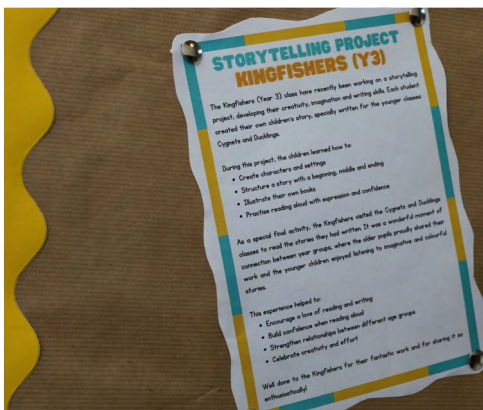 STORYTELLING PROJECT
KINGFISHERS (Y3)
The Kingfishers (Year 3) class have recently been working on a storytelling
project, developing their creativity, imagination and writing skills. Each student
created their own children's story, specially written for the younger classes:
Cygnets and Ducklings.
During this project, the children learned how to:
• Create characters and settings
• Structure a story with a beginning, middle and ending
• Illustrate their own books
• Practise reading aloud with expression and confidence
As a special final activity, the Kingfishers visited the Cygnets and Ducklings
classes to read the stories they had written. It was a wonderful moment of
connection between year groups, where the older pupils proudly shared their
work and the younger children enjoyed listening to imaginative and colourful
stories.
This experience helped to:
• Encourage a love of reading and writing
• Build confidence when reading aloud
• Strengthen relationships between different age groups
• Celebrate creativity and effort
Well done to the Kingfishers for their fantastic work and for sharing it so
enthusiastically!